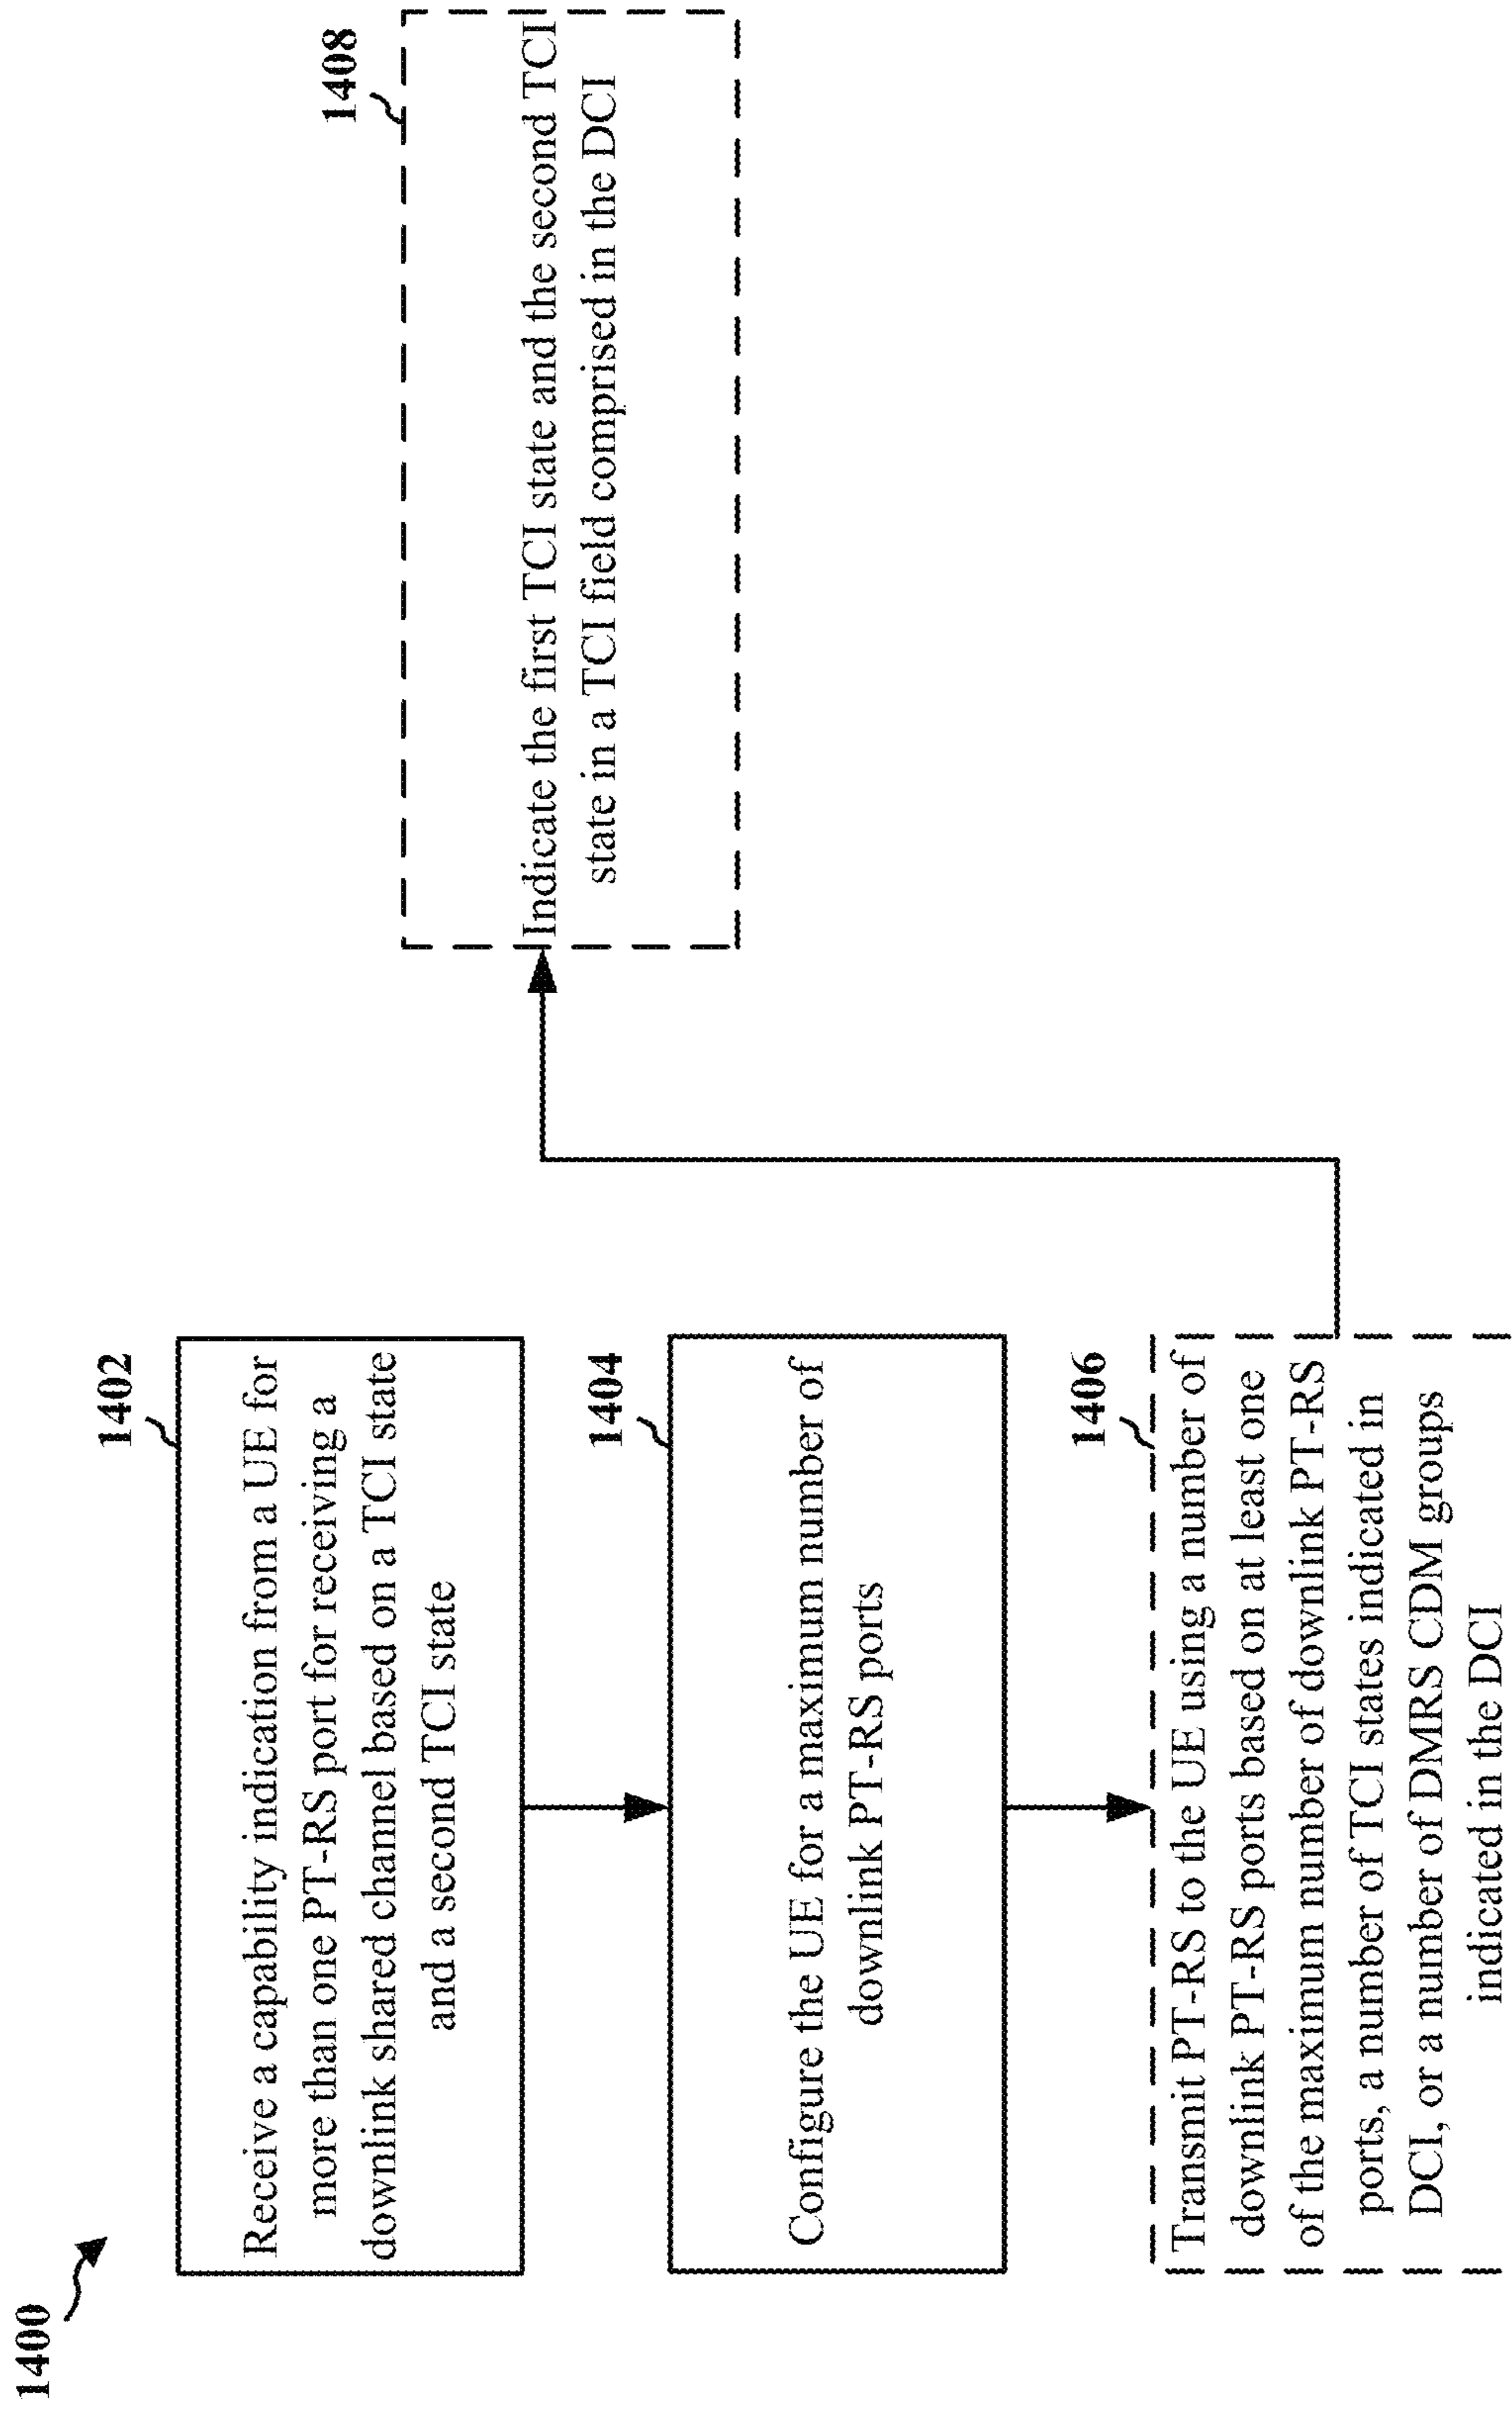 1400
1402
Receive a capability indication from a UE for
more than one PT-RS port for receiving a
downlink shared channel based on a TCI state
and a second TCI state
1404
Configure the UE for a maximum number of
downlink PT-RS ports
1406
Transmit PT-RS to the UE using a number of
downlink PT-RS ports based on at least one
of the maximum number of downlink PT-RS
ports, a number of TCI states indicated in
DCI, or a number of DMRS CDM groups
indicated in the DCI
1408
Indicate the first TCI state and the second TCI
state in a TCI field comprised in the DCI